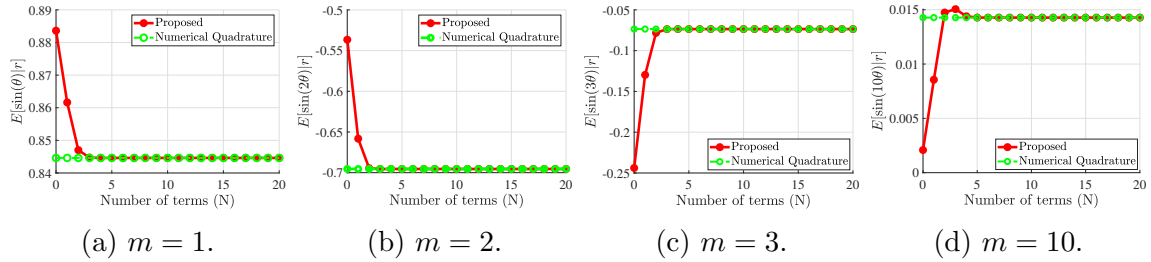 0.89
0.88
0.87
0.86
0.85
0.84
E[sin(θ)|r]
Proposed
Numerical Quadrature
0 5 10 15 20
Number of terms (N)
(a) m = 1.
-0.5
-0.55
-0.6
-0.65
-0.7
E[sin(2θ)|r]
Proposed
Numerical Quadrature
0 5 10 15 20
Number of terms (N)
(b) m = 2.
-0.05
-0.1
-0.15
-0.2
-0.25
E[sin(3θ)|r]
Proposed
Numerical Quadrature
0 5 10 15 20
Number of terms (N)
(c) m = 3.
0.015
0.01
0.005
0
E[sin(10θ)|r]
Proposed
Numerical Quadrature
0 5 10 15 20
Number of terms (N)
(d) m = 10.